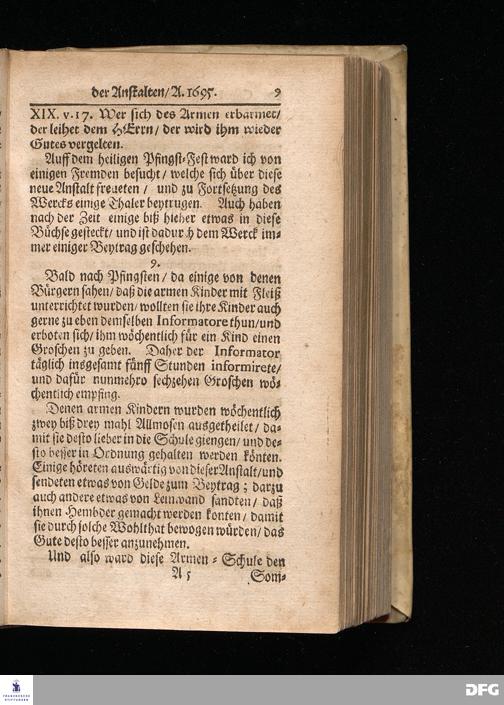 der Anstalten/ A. 1695. 9
XIX. v. 17. Wer sich des Armen erbarmet/
der leihet dem HErrn/ der wird ihm wieder
Gutes vergelten.
Auff dem heiligen Pfingst-Fest ward ich von
einigen Fremden besucht/ welche sich über diese
neue Anstalt freueten/ und zu Fortsetzung des
Wercks einige Thaler beytrugen. Auch haben
nach der Zeit einige biß hieher etwas in diese
Büchse gesteckt/ und ist dadurch dem Werck im-
mer einiger Beytrag geschehen.
9.
Bald nach Pfingsten/ da einige von denen
Bürgern sahen/ daß die armen Kinder mit Fleiß
unterrichtet wurden/ wollten sie ihre Kinder auch
gerne zu eben demselben Informatore thun/ und
erboten sich/ ihm wöchentlich für ein Kind einen
Groschen zu geben. Daher der Informator
täglich insgesamt fünff Stunden informirete/
und dafür nunmehro sechzehen Groschen wö-
chentlich empfing.
Denen armen Kindern wurden wöchentlich
zwey biß drey mahl Allmosen ausgetheilet/ da-
mit sie desto lieber in die Schule giengen/ und de-
sto besser in Ordnung gehalten werden könten.
Einige höreten auswärtig von dieser Anstalt/ und
sendeten etwas von Gelde zum Beytrag; darzu
auch andere etwas von Leinwand sandten/ daß
ihnen Hembder gemacht werden konten/ damit
sie durch solche Wohlthat bewogen würden/ das
Gute desto besser anzunehmen.
Und also ward diese Armen-Schule den
A 5 Som-
FRANCKESCHE
STIFTUNGEN
DFG